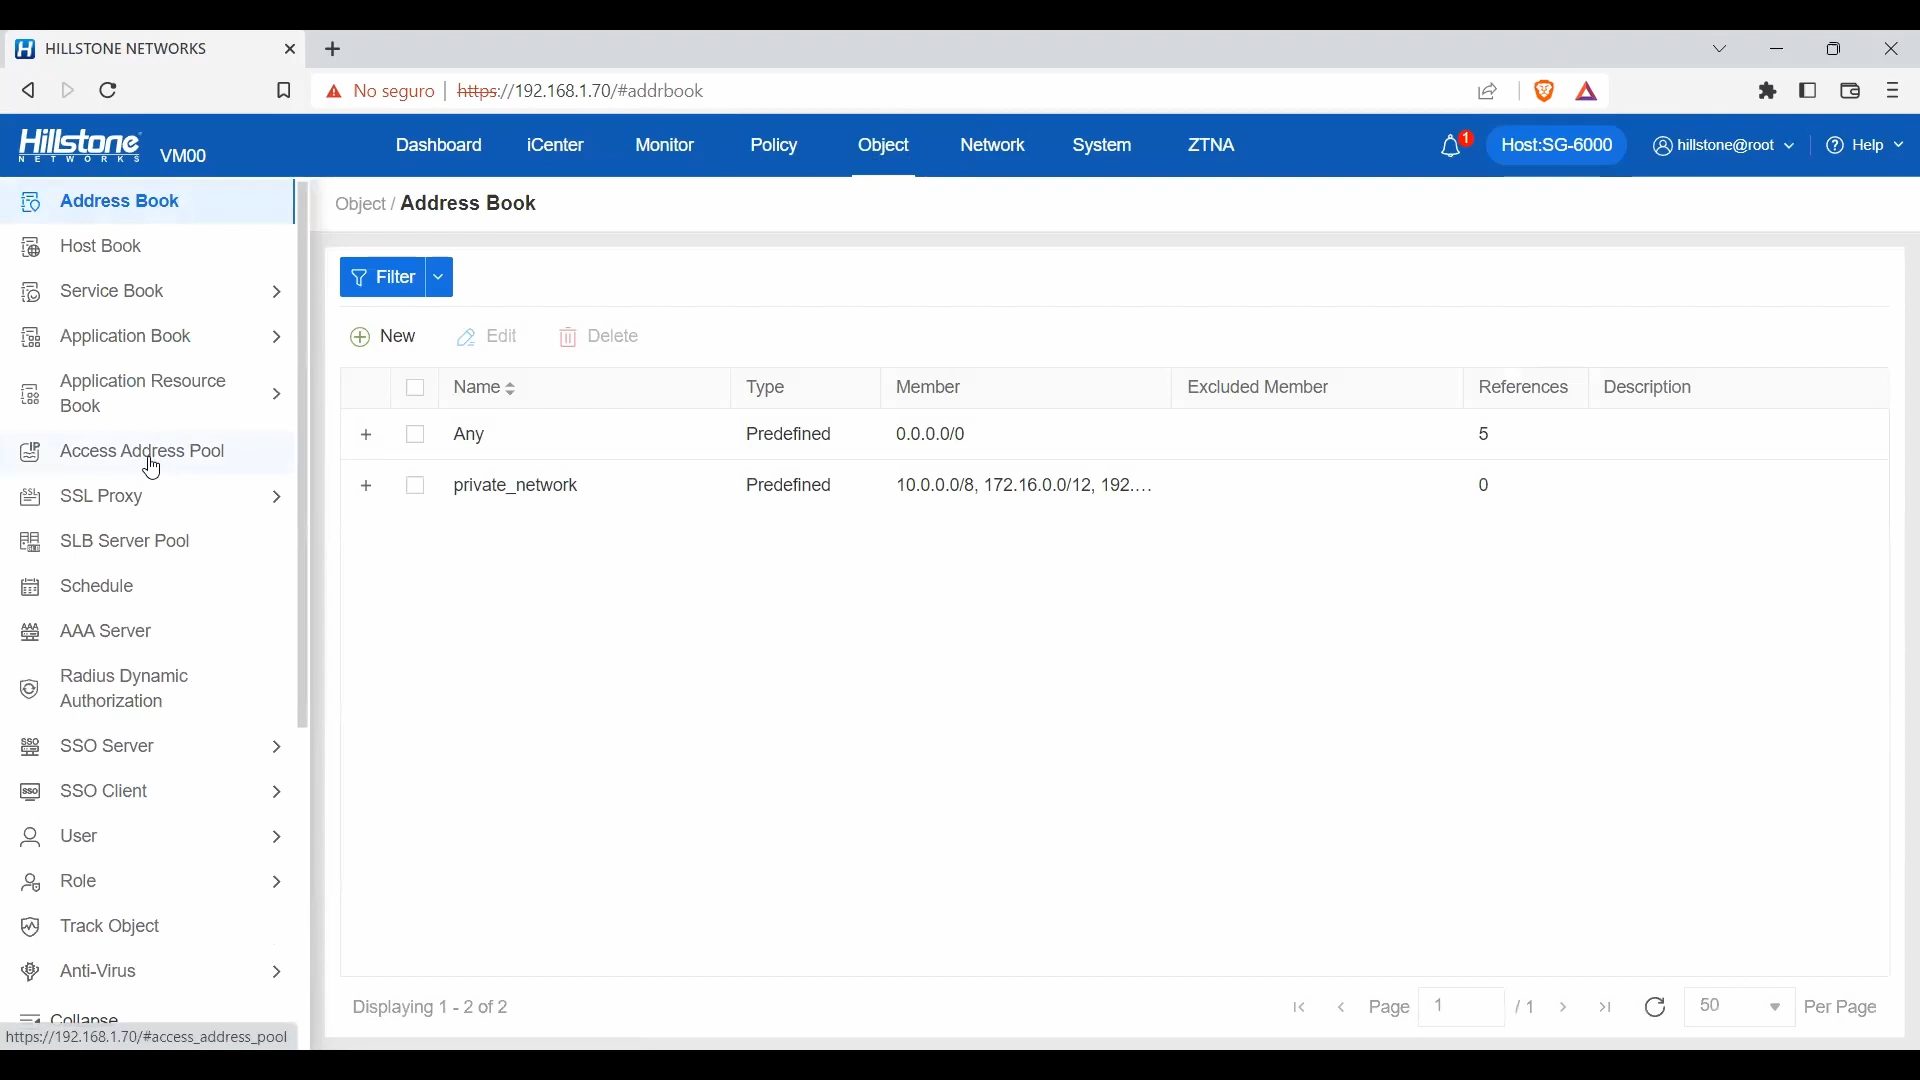 HILLSTONE NETWORKS
No seguro https://192.168.1.70/#addrbook
Hillstone
NETWORKS
VM00
Dashboard
iCenter
Monitor
Policy
Object
Network
System
ZTNA
1
Host:SG-6000
hillstone@root
Help
Address Book
Host Book
Service Book
Application Book
Application Resource
Book
Access Address Pool
SSL Proxy
SLB Server Pool
Schedule
AAA Server
Radius Dynamic
Authorization
SSO Server
SSO Client
User
Role
Track Object
Anti-Virus
Collapse
https://192.168.1.70/#access_address_pool
Object / Address Book
Filter
New Edit Delete
Name Type Member Excluded Member References Description
+ Any Predefined 0.0.0.0/0 5
+ private_network Predefined 10.0.0.0/8, 172.16.0.0/12, 192.... 0
Displaying 1 - 2 of 2
Page 1 / 1
50 Per Page